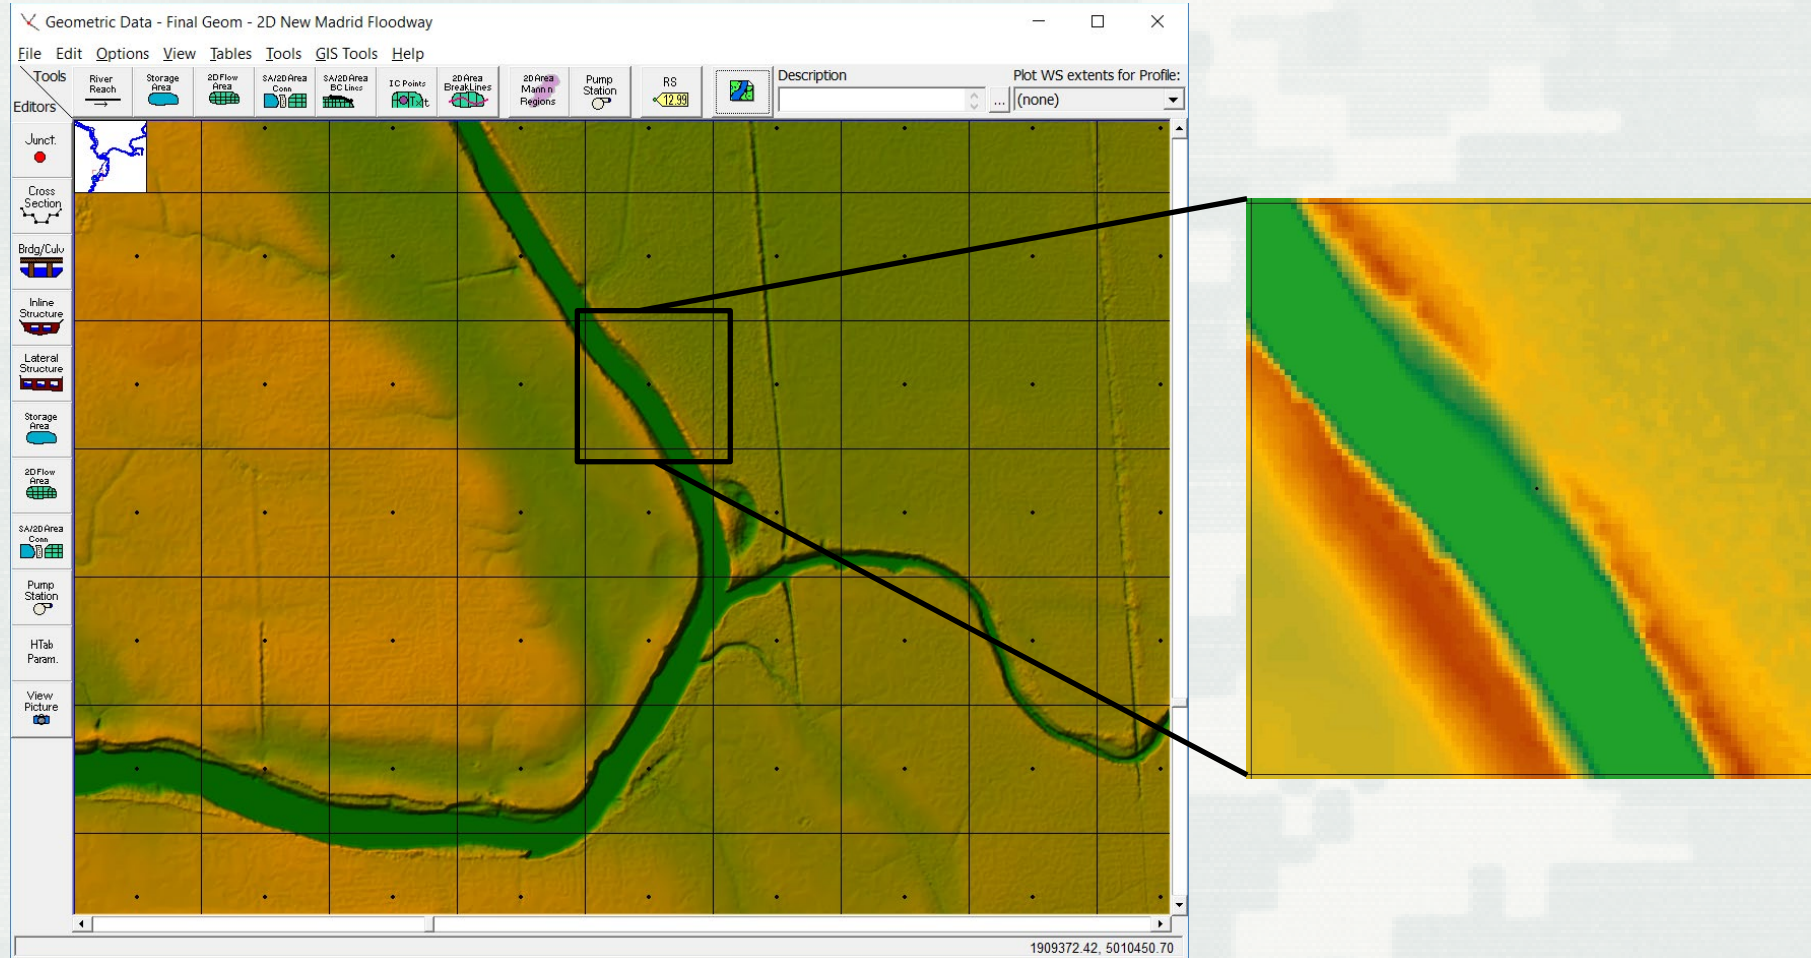 Geometric Data - Final Geom - 2D New Madrid Floodway
File Edit Options View Tables Tools GIS Tools Help
Tools
Editors
River
Reach
Storage
Area
2D Flow
Area
SA/2D Area
Conn
SA/2D Area
BC Lines
IC Points
2D Area
BreakLines
2D Area
Mann n
Regions
Pump
Station
RS
12.99
Description
...
Plot WS extents for Profile:
(none)
Junct.
Cross
Section
Brdg/Culv
Inline
Structure
Lateral
Structure
Storage
Area
2D Flow
Area
SA/2D Area
Conn
Pump
Station
HTab
Param.
View
Picture
1909372.42, 5010450.70